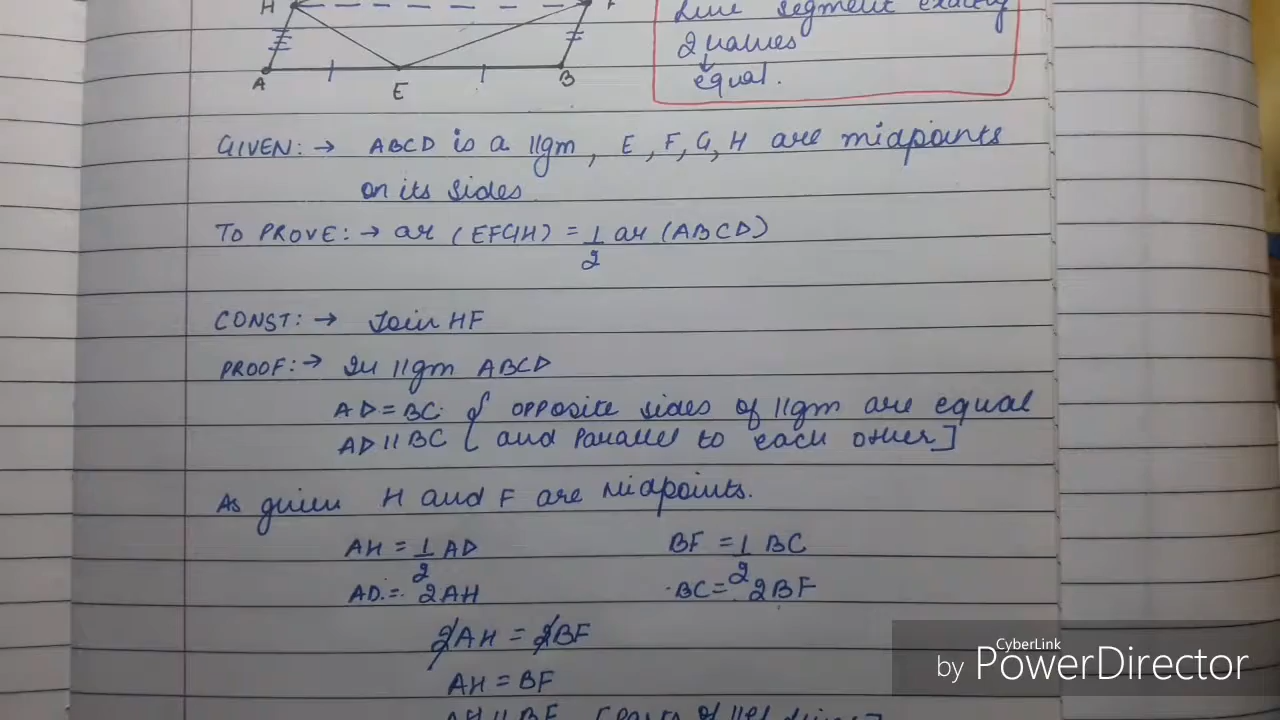 H
line segment exactly
2 values
equal.
A E B
GIVEN: → ABCD is a ||gm, E, F, G, H are midpoints
on its sides.
TO PROVE: → ar (EFGH) = 1/2 ar (ABCD)
CONST: → Join HF
PROOF: → In ||gm ABCD
AD = BC { opposite sides of ||gm are equal
AD || BC [ and parallel to each other]
As given H and F are midpoints.
AH = 1/2 AD BF = 1/2 BC
AD = 2AH BC = 2BF
2AH = 2BF
AH = BF
AH || BF
CyberLink
by PowerDirector